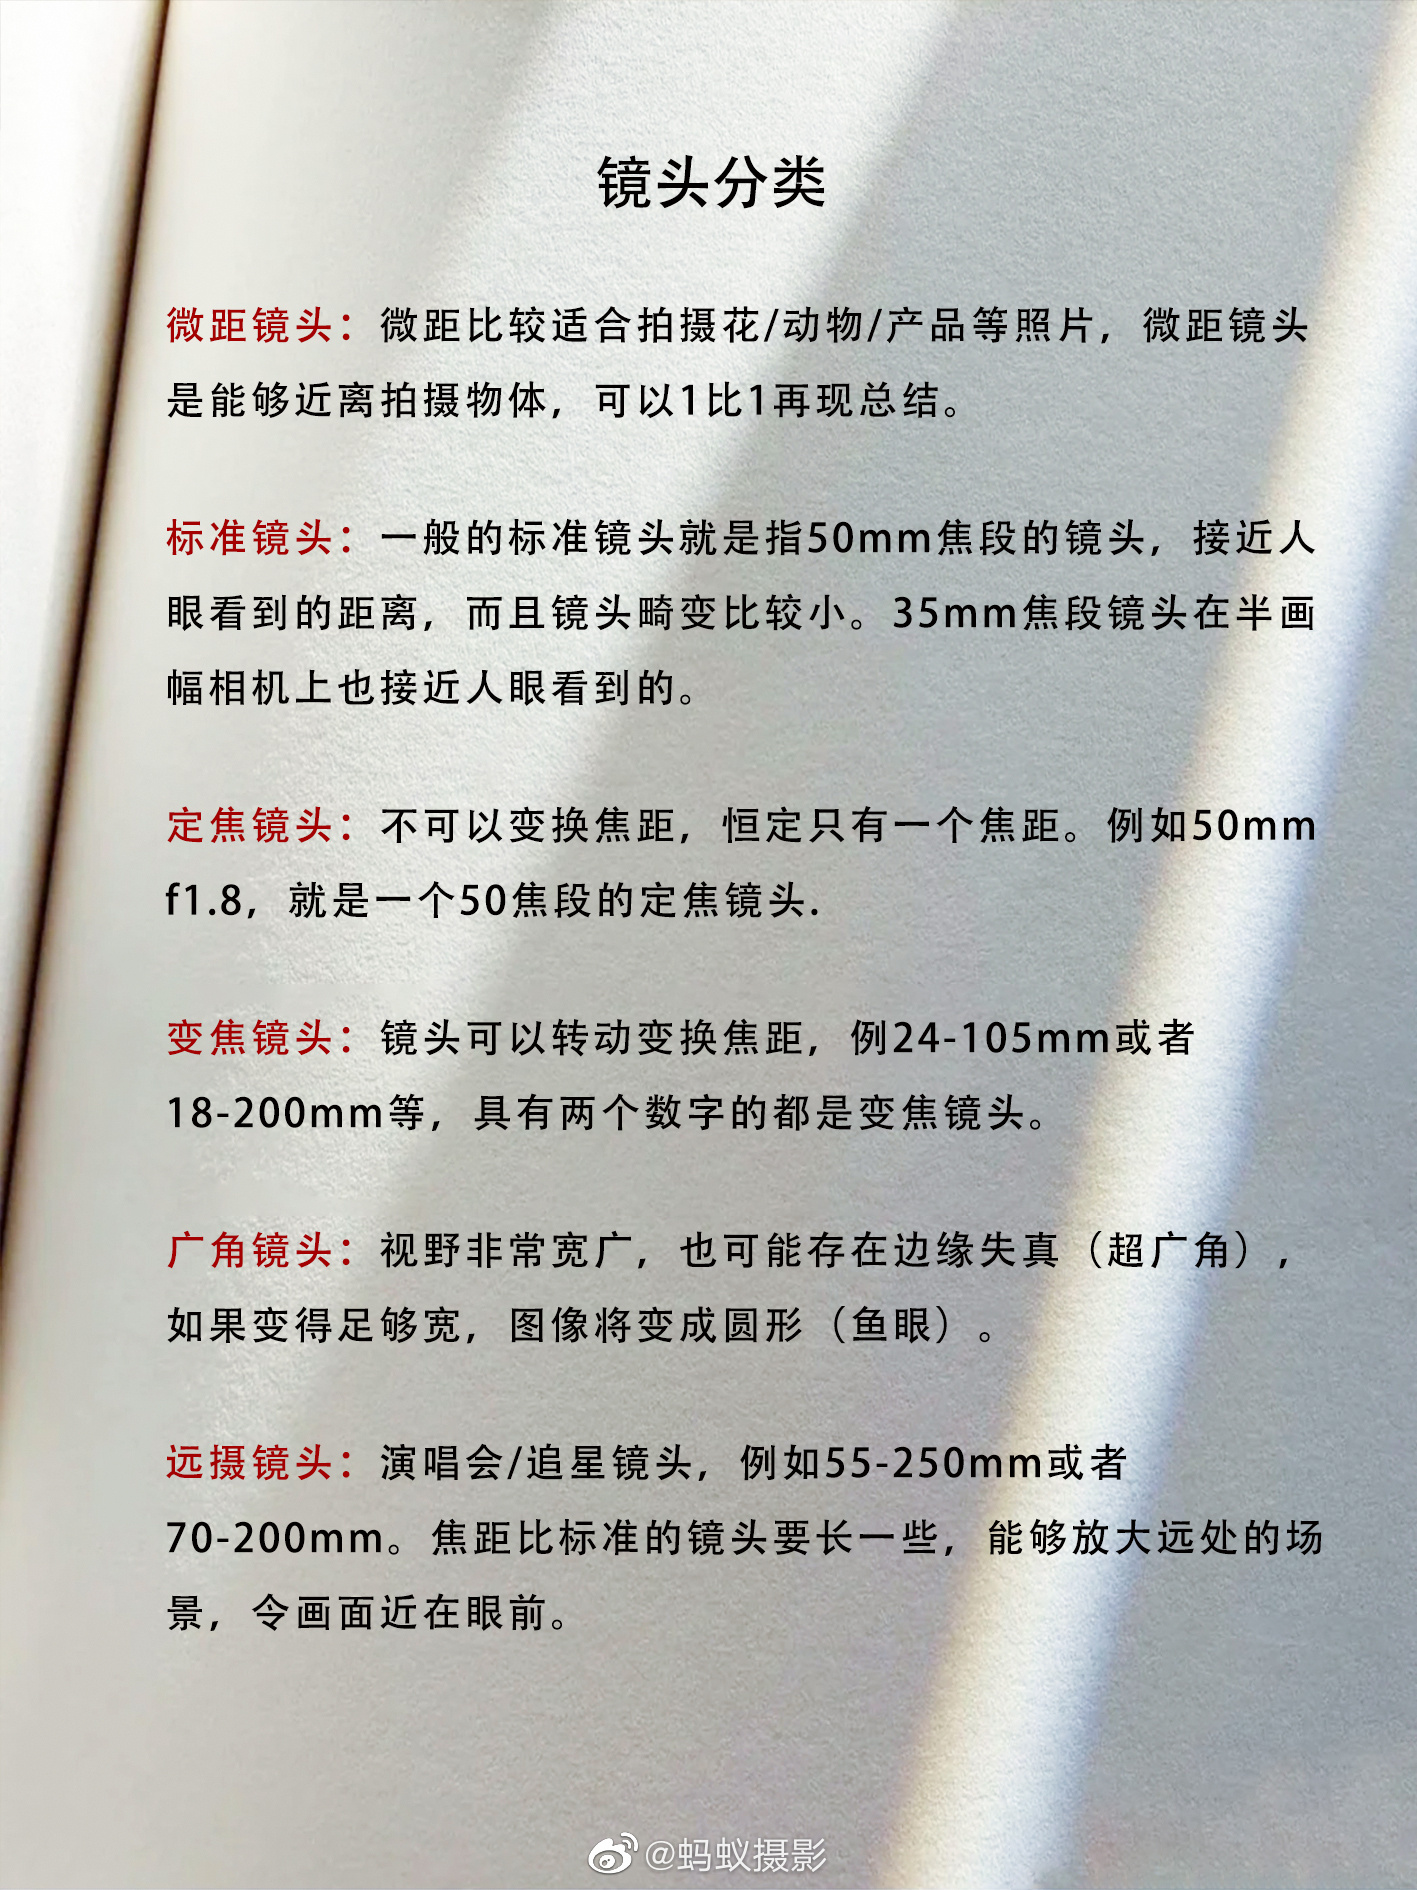 镜头分类
微距镜头：微距比较适合拍摄花/动物/产品等照片，微距镜头
是能够近离拍摄物体，可以1比1再现总结。
标准镜头：一般的标准镜头就是指50mm焦段的镜头，接近人
眼看到的距离，而且镜头畸变比较小。35mm焦段镜头在半画
幅相机上也接近人眼看到的。
定焦镜头：不可以变换焦距，恒定只有一个焦距。例如50mm
f1.8，就是一个50焦段的定焦镜头.
变焦镜头：镜头可以转动变换焦距，例24-105mm或者
18-200mm等，具有两个数字的都是变焦镜头。
广角镜头：视野非常宽广，也可能存在边缘失真（超广角），
如果变得足够宽，图像将变成圆形（鱼眼）。
远摄镜头：演唱会/追星镜头，例如55-250mm或者
70-200mm。焦距比标准的镜头要长一些，能够放大远处的场
景，令画面近在眼前。
@蚂蚁摄影